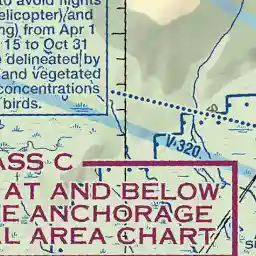 to avoid flights
elicopter) and
ng) from Apr 1
15 to Oct 31
e delineated by
and vegetated
concentrations
birds.
V-320
ASS C
AT AND BELOW
E ANCHORAGE
L AREA CHART